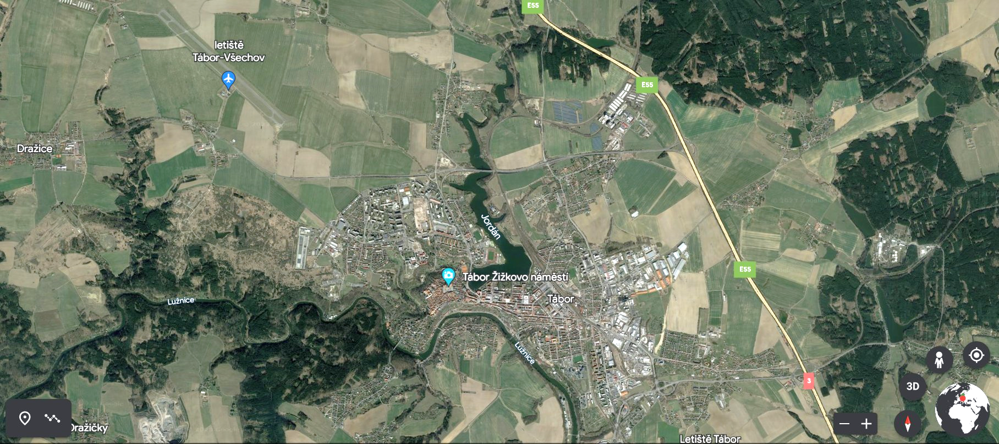 E55
letiště
Tábor-Všechov
E55
Dražice
Jordán
Tábor Žižkovo náměstí
E55
Tábor
Lužnice
Lužnice
3
3D
Dražičky
Letiště Tábor